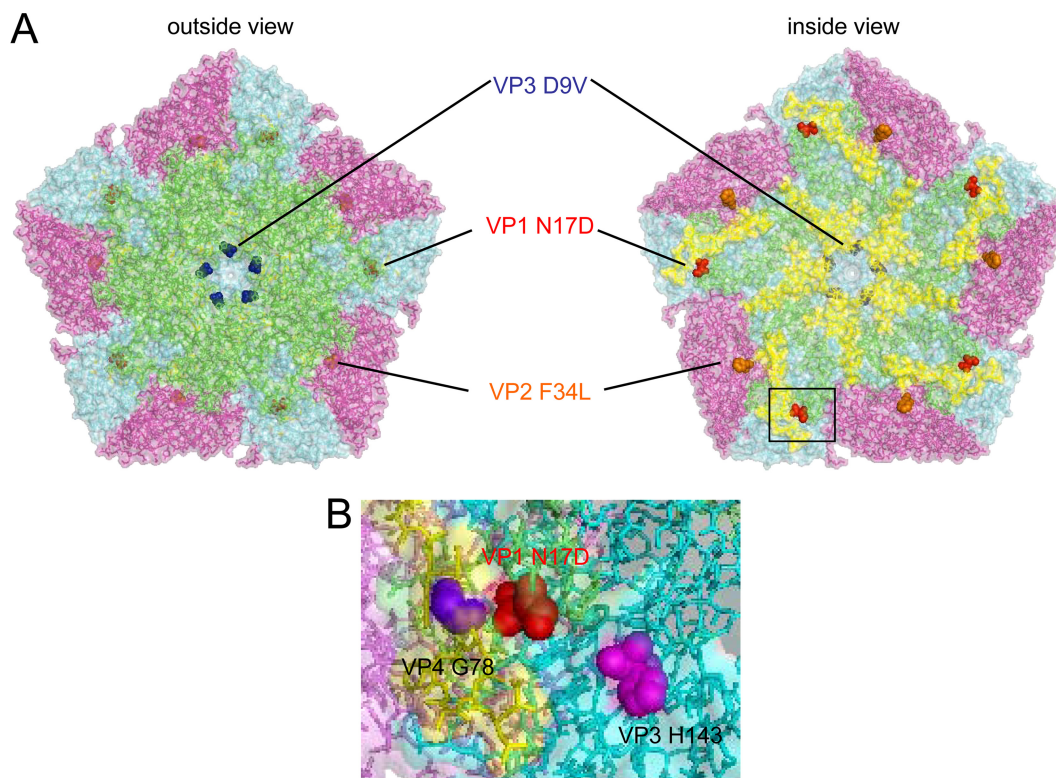 A
outside view
inside view
VP3 D9V
VP1 N17D
VP2 F34L
B
VP1 N17D
VP4 G78
VP3 H143